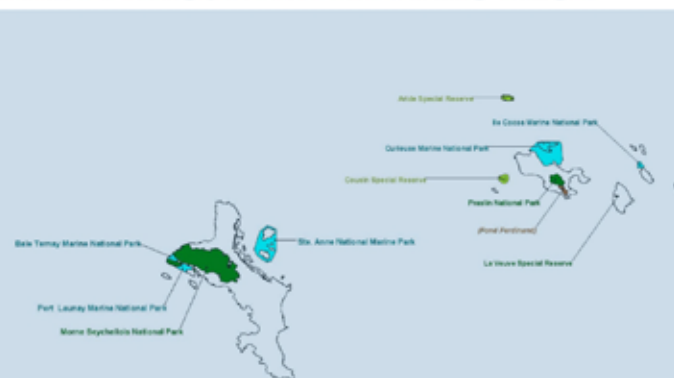 Aride Special Reserve
Ile Cocos Marine National Park
Curieuse Marine National Park
Cousin Special Reserve
Praslin National Park
(Fond Ferdinand)
La Veuve Special Reserve
Baie Ternay Marine National Park
Ste. Anne National Marine Park
Port Launay Marine National Park
Morne Seychellois National Park